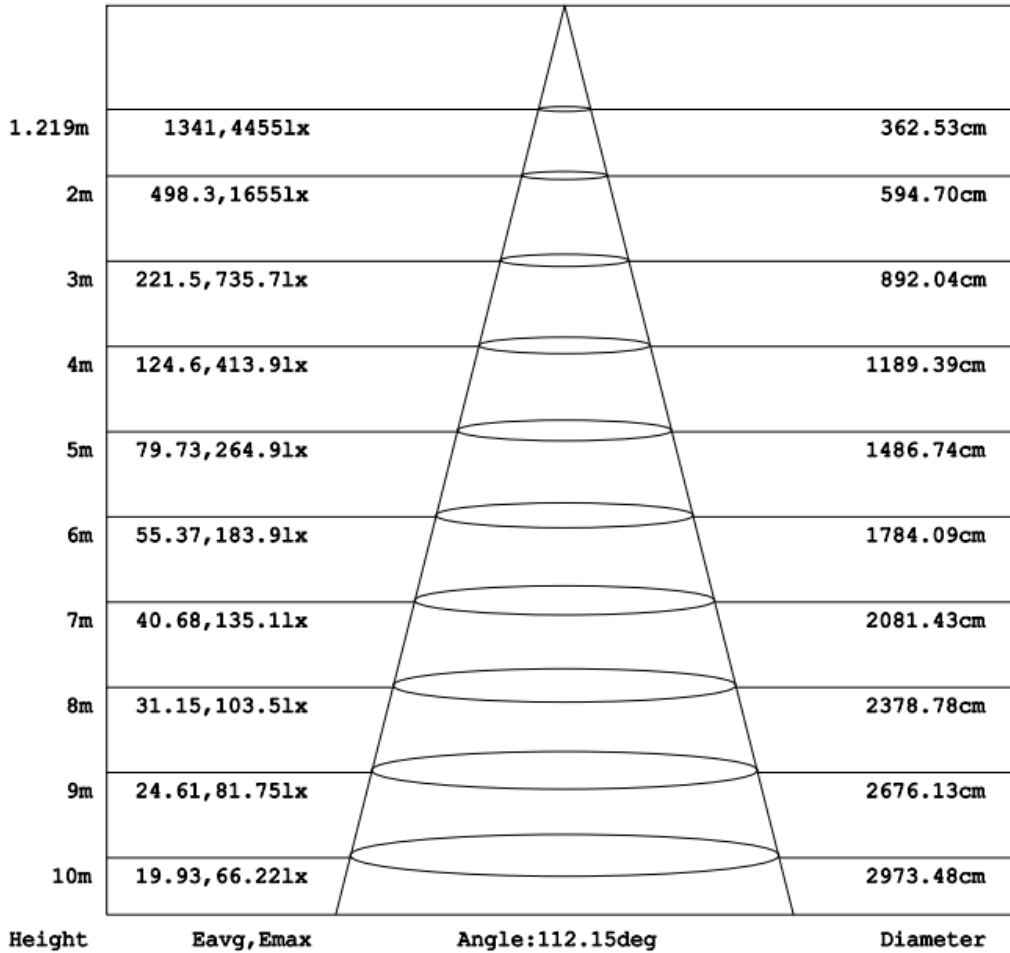 1.219m 1341,4455lx 362.53cm
2m 498.3,1655lx 594.70cm
3m 221.5,735.7lx 892.04cm
4m 124.6,413.9lx 1189.39cm
5m 79.73,264.9lx 1486.74cm
6m 55.37,183.9lx 1784.09cm
7m 40.68,135.1lx 2081.43cm
8m 31.15,103.5lx 2378.78cm
9m 24.61,81.75lx 2676.13cm
10m 19.93,66.22lx 2973.48cm
Height Eavg,Emax Angle:112.15deg Diameter